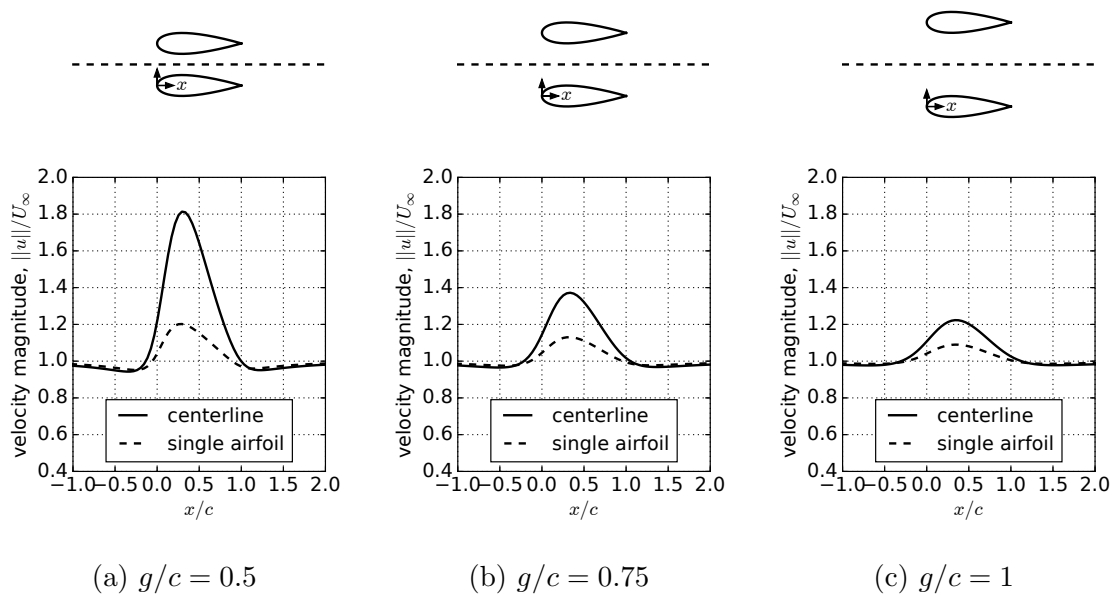 x
x
x
2.0
1.8
1.6
1.4
1.2
1.0
0.8
0.6
0.4
velocity magnitude, ||u||/U∞
centerline
single airfoil
−1.0 −0.5 0.0 0.5 1.0 1.5 2.0
x/c
(a) g/c = 0.5
2.0
1.8
1.6
1.4
1.2
1.0
0.8
0.6
0.4
velocity magnitude, ||u||/U∞
centerline
single airfoil
−1.0 −0.5 0.0 0.5 1.0 1.5 2.0
x/c
(b) g/c = 0.75
2.0
1.8
1.6
1.4
1.2
1.0
0.8
0.6
0.4
velocity magnitude, ||u||/U∞
centerline
single airfoil
−1.0 −0.5 0.0 0.5 1.0 1.5 2.0
x/c
(c) g/c = 1